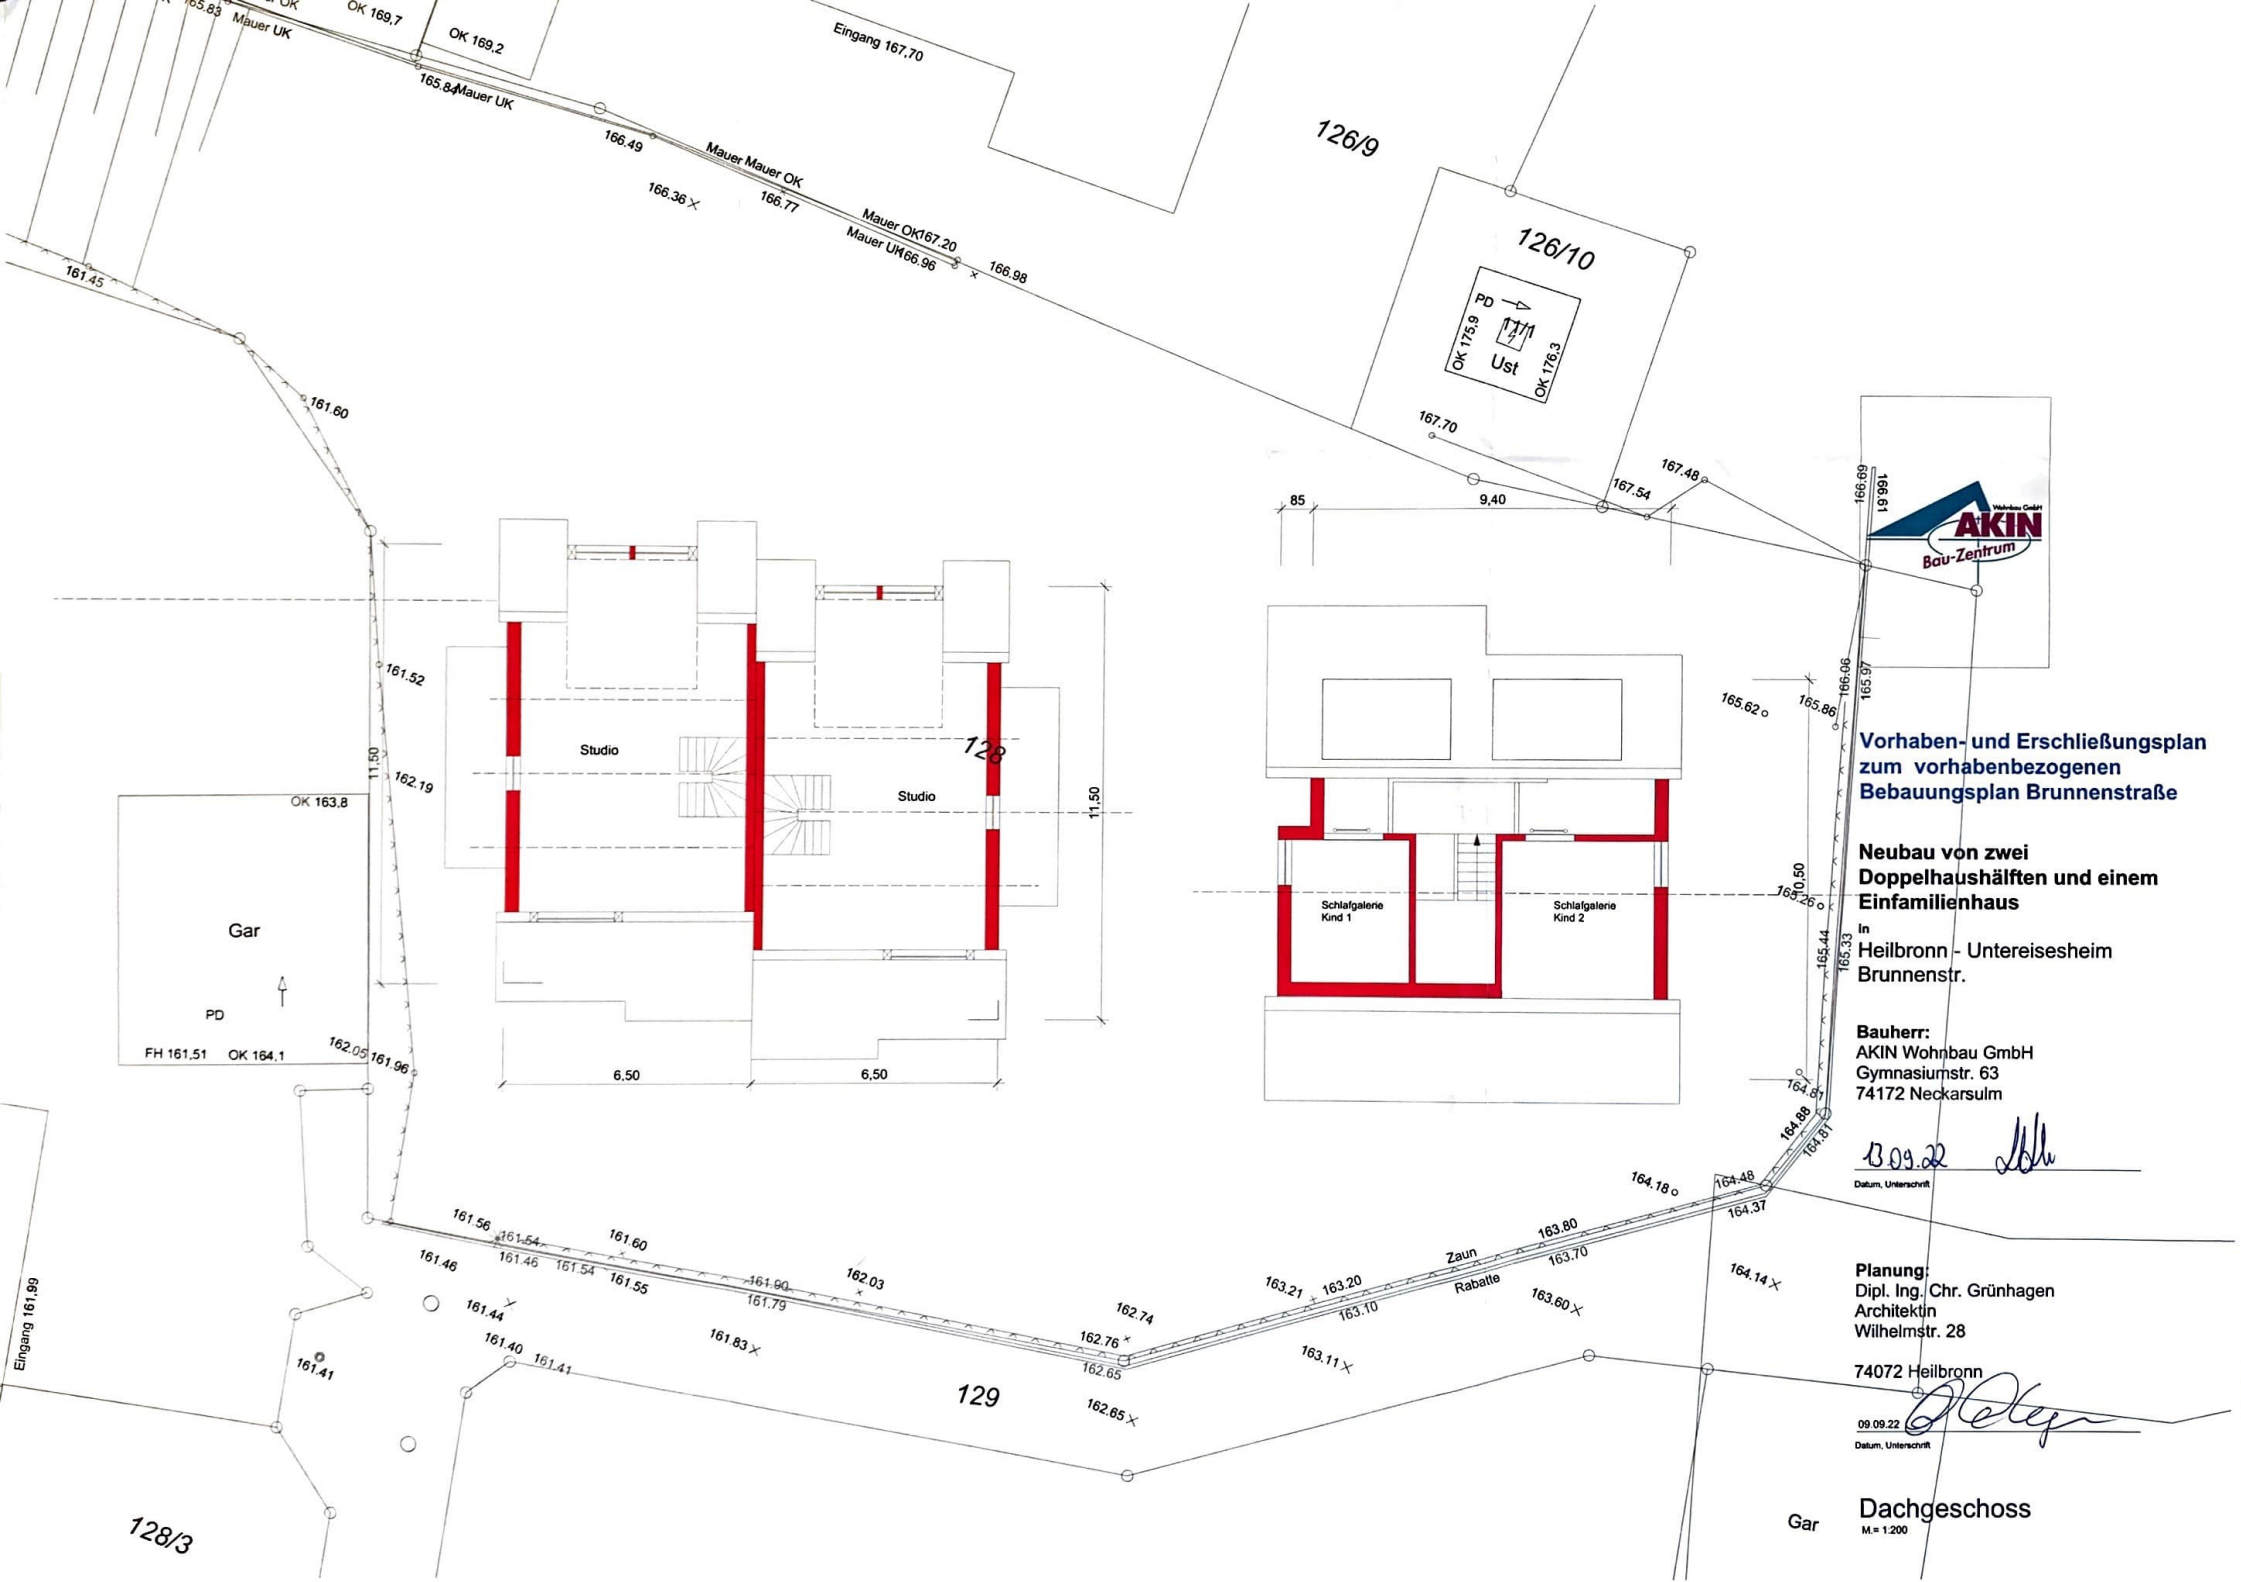 65.83
Mauer UK
OK 169,7
OK 169,2
165.84
Mauer UK
166.49
166.36
Mauer Mauer OK
166.77
Mauer OK
167.20
Mauer UK
166.96
166.98
Eingang 167,70
126/9
126/10
PD
11/1
OK 175,9
Ust
OK 176,3
167.70
167.54
167.48
161.45
161.60
161.52
11,50
162.19
OK 163,8
Gar
PD
FH 161,51
OK 164,1
162.05
161.96
Studio
Studio
128
11,50
6,50
6,50
85
9,40
Schlafgalerie
Kind 1
Schlafgalerie
Kind 2
165.62
165.86
166.06
165.97
166.69
166.61
10,50
165.26
165.44
165.33
164.81
164.88
164.81
164.18
164.48
164.37
163.80
163.70
Zaun
Rabatte
163.21
163.20
163.10
163.60
164.14
163.11
162.74
162.76
162.65
162.65
162.03
161.90
161.79
161.83
161.60
161.56
161.54
161.46
161.54
161.55
161.46
161.44
161.40
161.41
161.41
Eingang 161,99
129
128/3
Gar
Wohnbau GmbH
AKIN
Bau-Zentrum
Vorhaben- und Erschließungsplan
zum vorhabenbezogenen
Bebauungsplan Brunnenstraße
Neubau von zwei
Doppelhaushälften und einem
Einfamilienhaus
in
Heilbronn - Untereisesheim
Brunnenstr.
Bauherr:
AKIN Wohnbau GmbH
Gymnasiumstr. 63
74172 Neckarsulm
13.09.22
Datum, Unterschrift
Planung:
Dipl. Ing. Chr. Grünhagen
Architektin
Wilhelmstr. 28
74072 Heilbronn
09.09.22
Datum, Unterschrift
Dachgeschoss
M.= 1:200